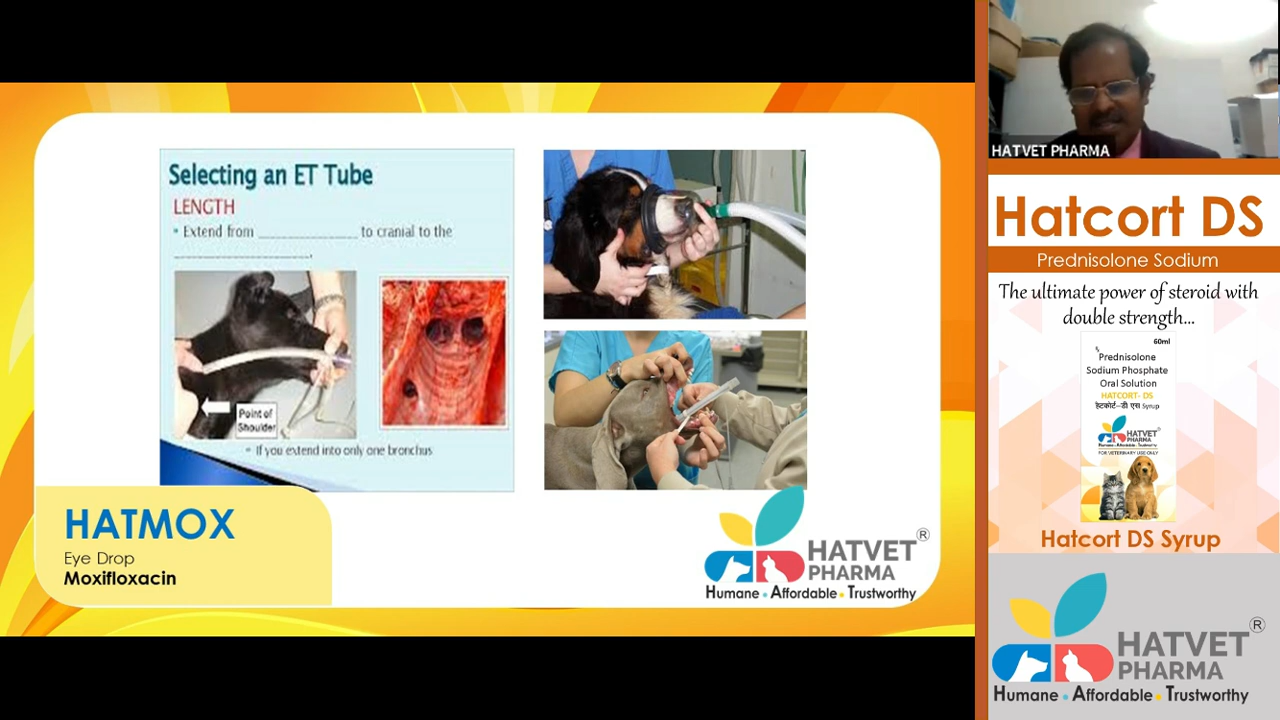 Selecting an ET Tube
LENGTH
• Extend from ______________ to cranial to the
____________________.
Point of
Shoulder
• If you extend into only one bronchus
HATMOX
Eye Drop
Moxifloxacin
HATVET®
PHARMA
Humane • Affordable • Trustworthy
HATVET PHARMA
Hatcort DS
Prednisolone Sodium
The ultimate power of steroid with
double strength...
60ml
Prednisolone
Sodium Phosphate
Oral Solution
HATCORT- DS
हैटकोर्ट-डी एस Syrup
HATVET
PHARMA
Humane • Affordable • Trustworthy
FOR VETERINARY USE ONLY
Hatcort DS Syrup
HATVET®
PHARMA
Humane • Affordable • Trustworthy